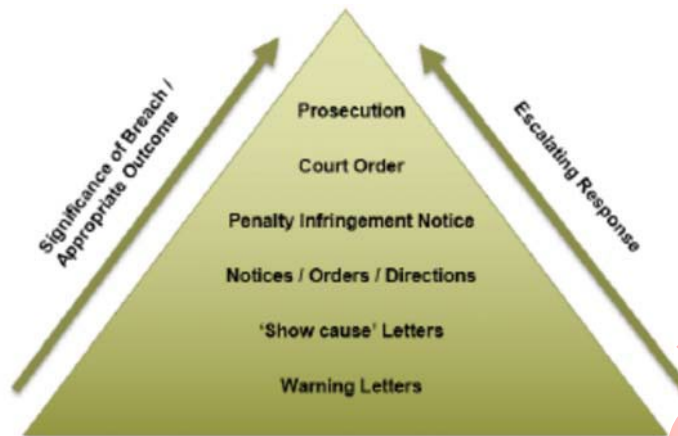 Significance of Breach /
Appropriate Outcome
Escalating Response
Prosecution
Court Order
Penalty Infringement Notice
Notices / Orders / Directions
‘Show cause’ Letters
Warning Letters